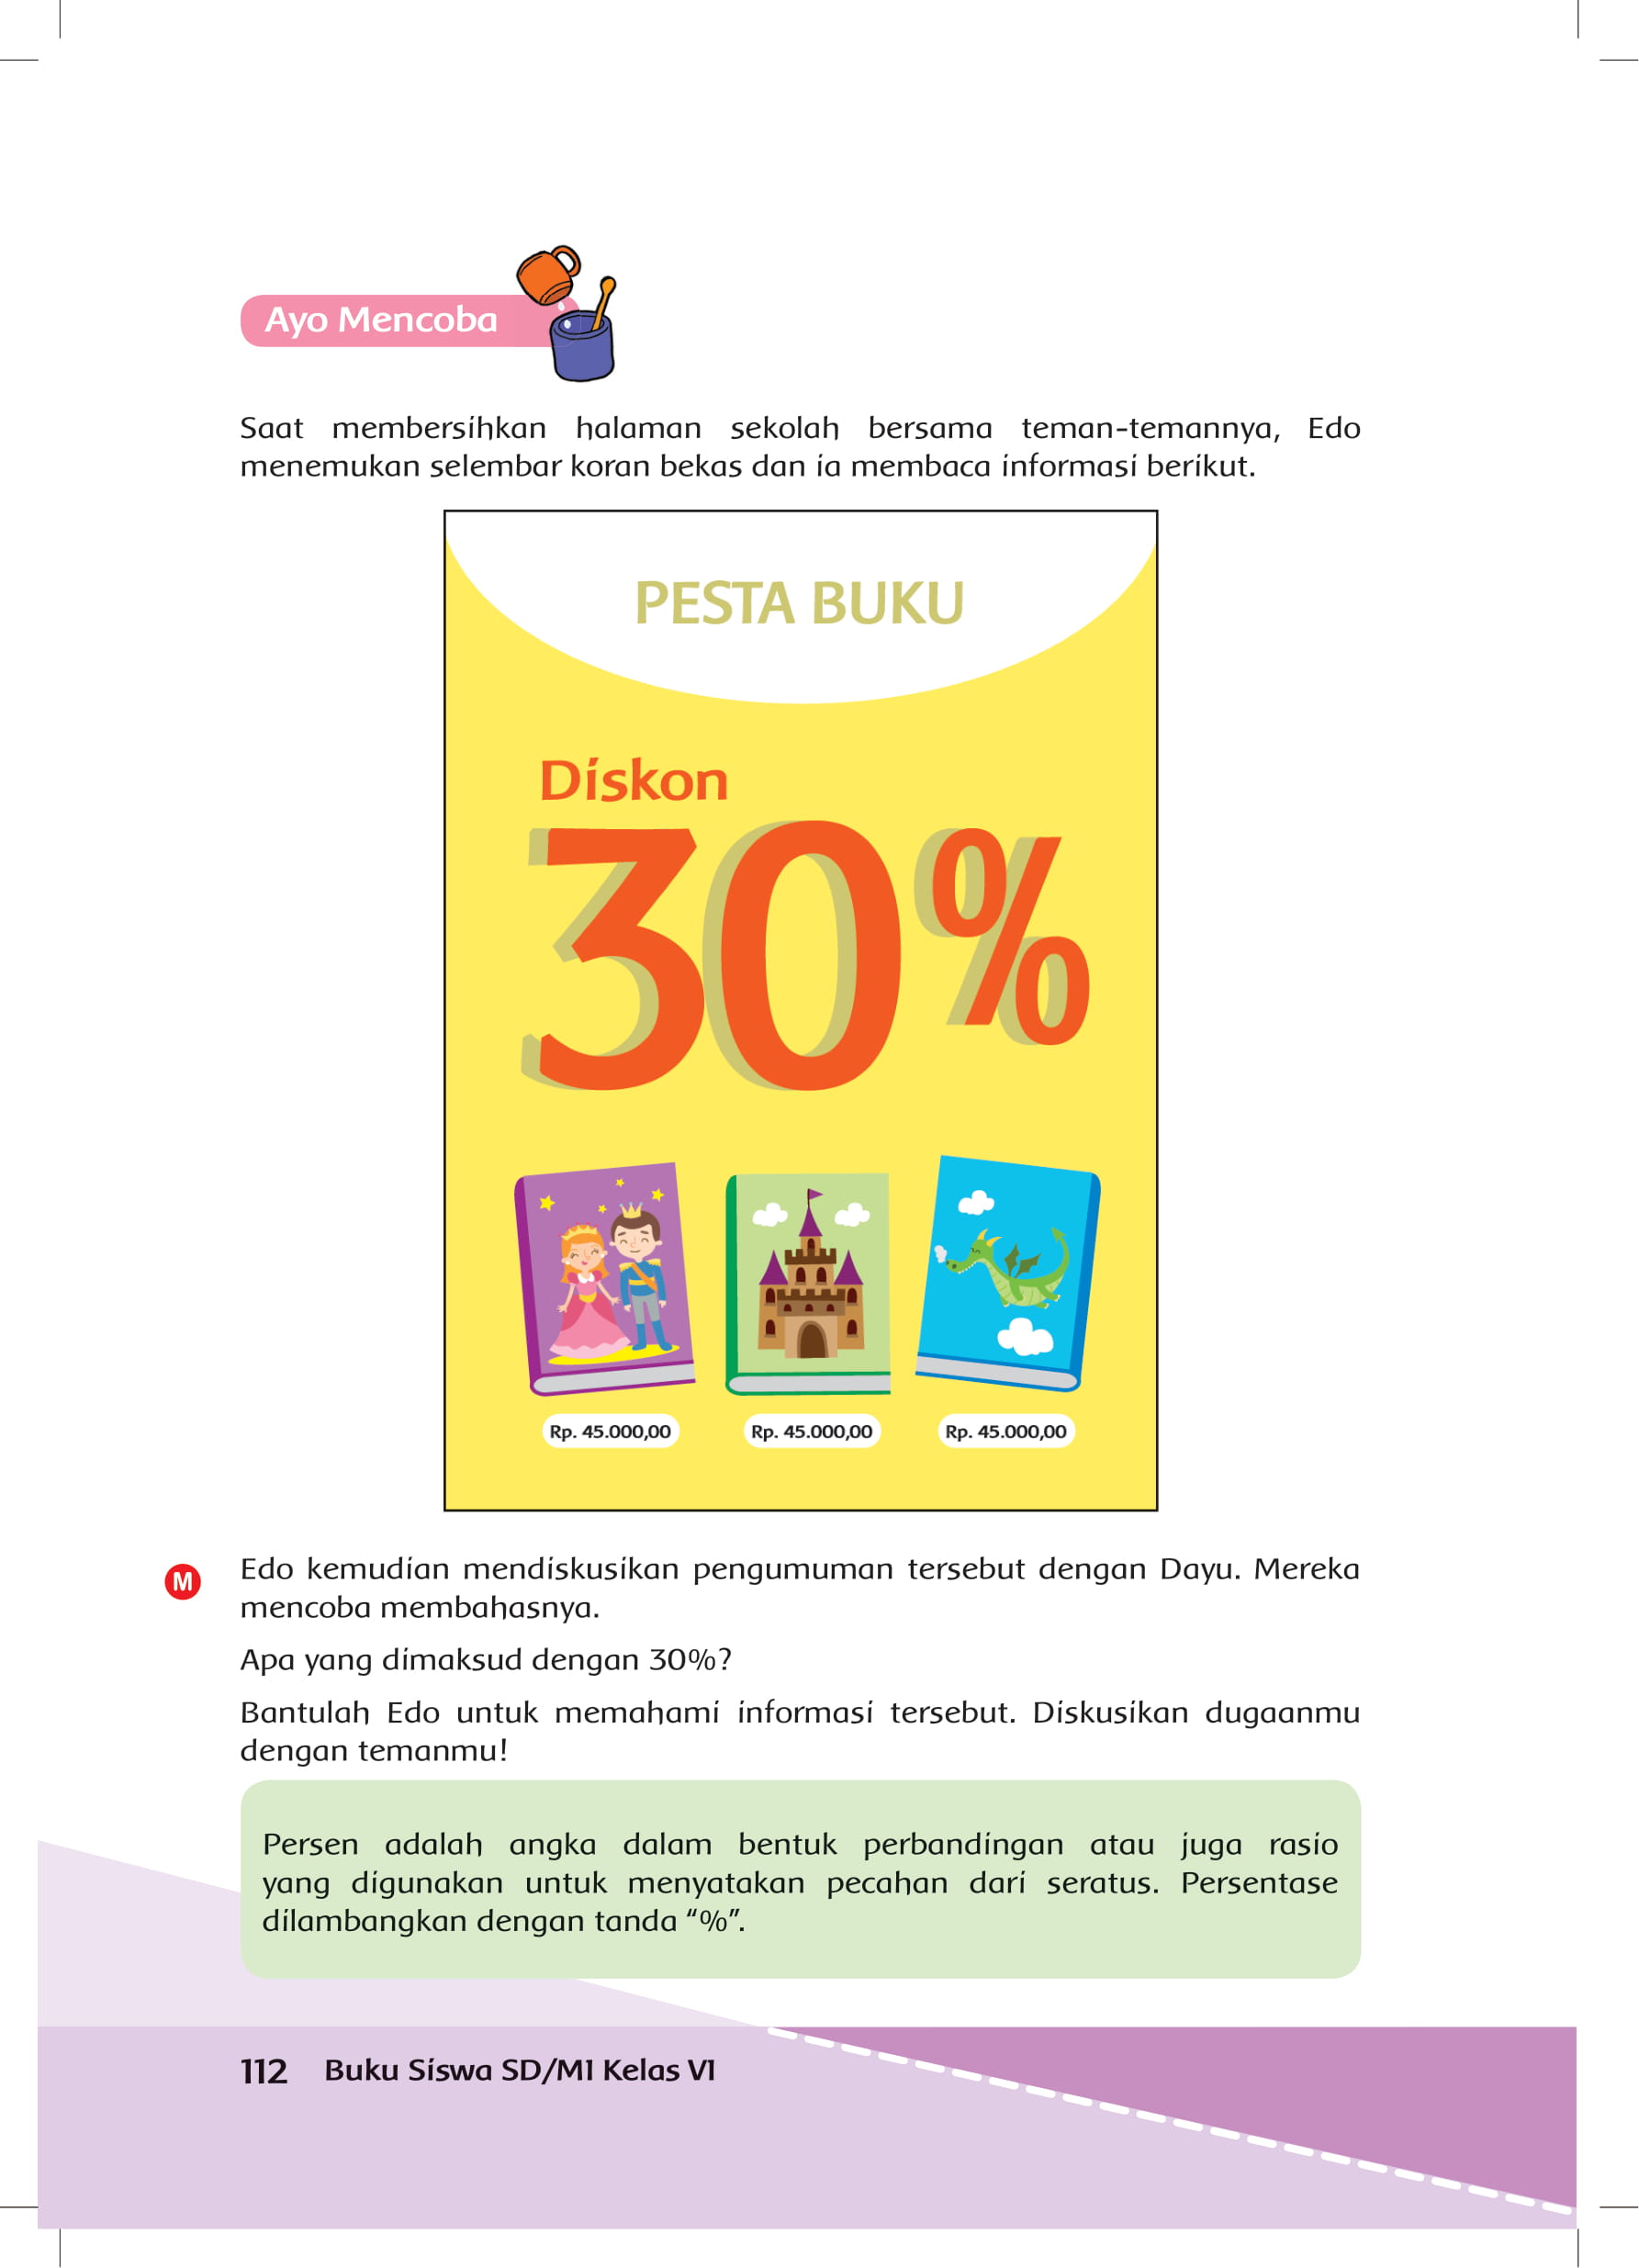 Ayo Mencoba
Saat membersihkan halaman sekolah bersama teman-temannya, Edo
menemukan selembar koran bekas dan ia membaca informasi berikut.
PESTA BUKU
Diskon
30%
Rp. 45.000,00
Rp. 45.000,00
Rp. 45.000,00
M
Edo kemudian mendiskusikan pengumuman tersebut dengan Dayu. Mereka
mencoba membahasnya.
Apa yang dimaksud dengan 30%?
Bantulah Edo untuk memahami informasi tersebut. Diskusikan dugaanmu
dengan temanmu!
Persen adalah angka dalam bentuk perbandingan atau juga rasio
yang digunakan untuk menyatakan pecahan dari seratus. Persentase
dilambangkan dengan tanda “%”.
112 Buku Siswa SD/MI Kelas VI